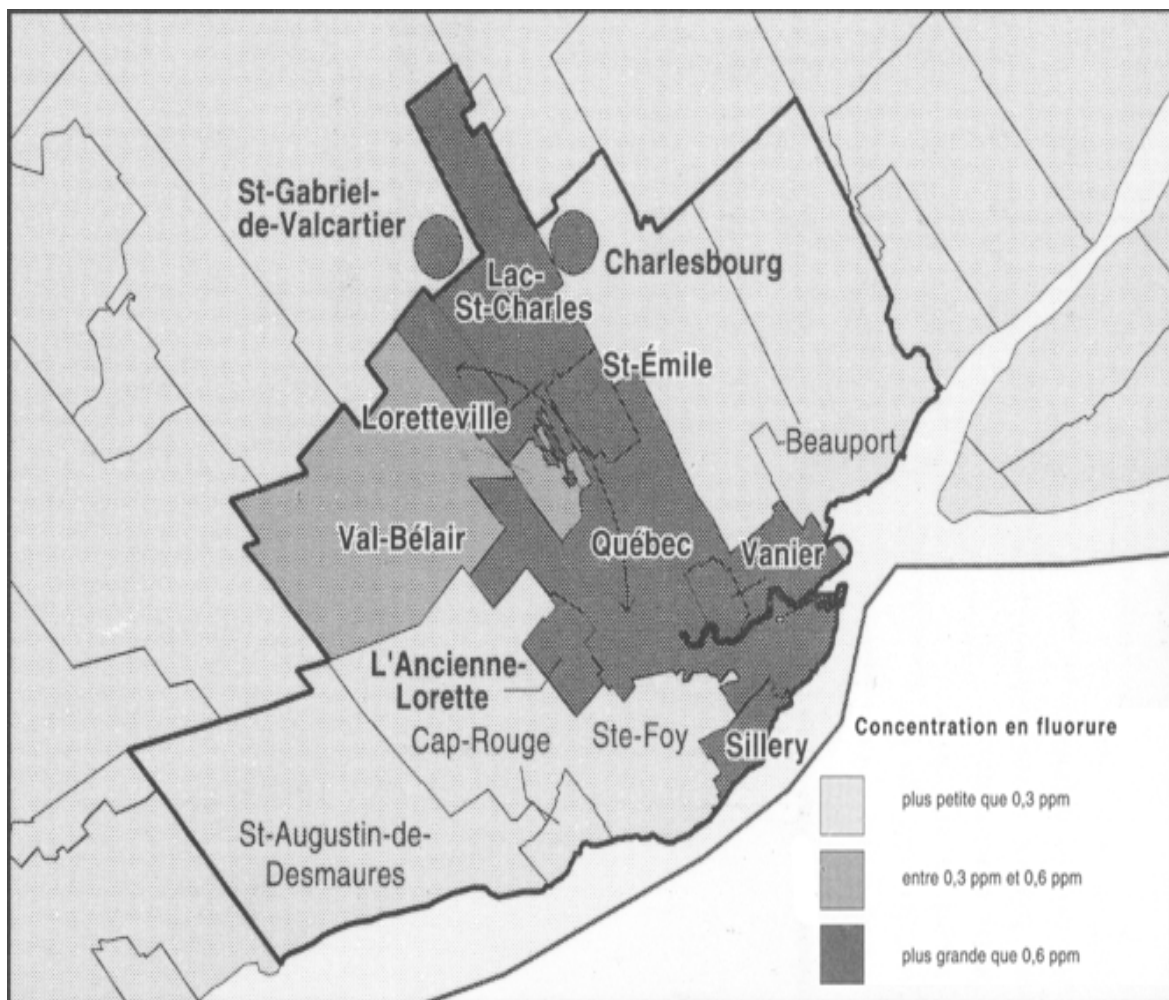 St-Gabriel-
de-Valcartier
Charlesbourg
Lac-
St-Charles
St-Émile
Loretteville
Beauport
Val-Bélair
Québec
Vanier
L'Ancienne-
Lorette
Cap-Rouge
Ste-Foy
Sillery
St-Augustin-de-
Desmaures
Concentration en fluorure
plus petite que 0,3 ppm
entre 0,3 ppm et 0,6 ppm
plus grande que 0,6 ppm